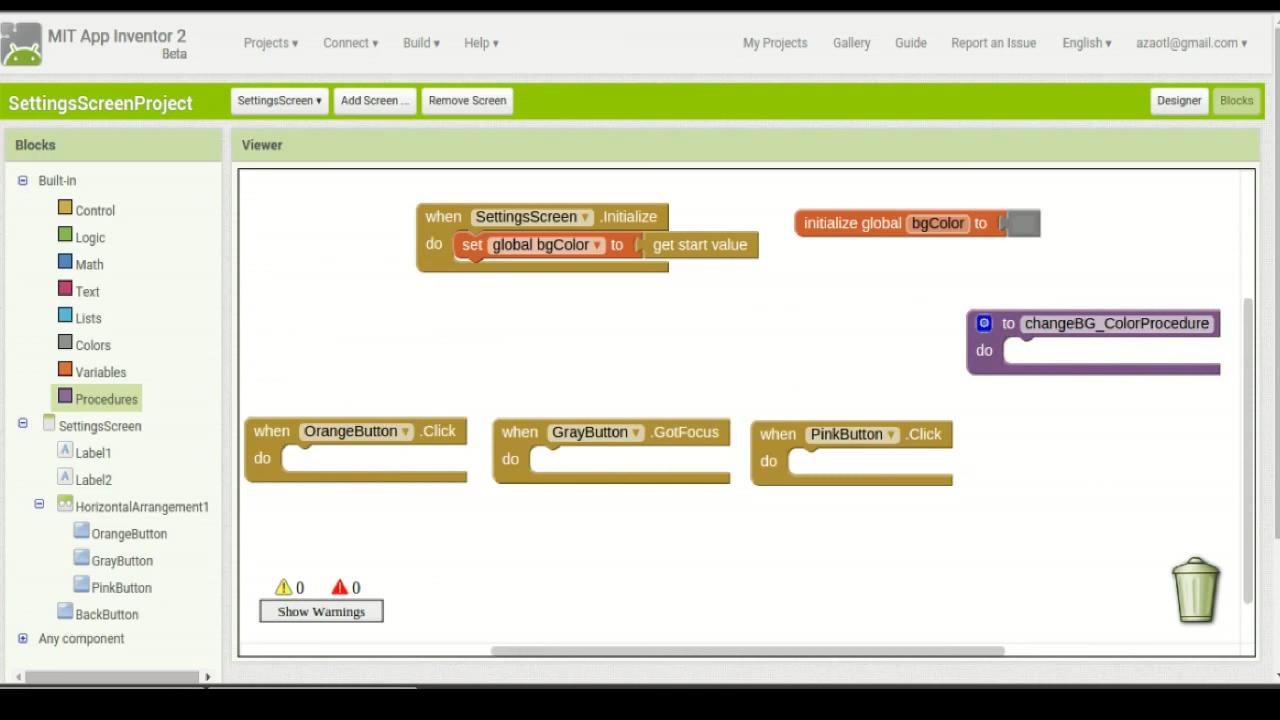 MIT App Inventor 2
Beta
Projects ▾ Connect ▾ Build ▾ Help ▾ My Projects Gallery Guide Report an Issue English ▾ azaotl@gmail.com ▾
SettingsScreenProject SettingsScreen ▾ Add Screen ... Remove Screen Designer Blocks
Blocks
Viewer
Built-in
Control
Logic
Math
Text
Lists
Colors
Variables
Procedures
SettingsScreen
Label1
Label2
HorizontalArrangement1
OrangeButton
GrayButton
PinkButton
BackButton
Any component
when SettingsScreen ▾ .Initialize
do set global bgColor ▾ to get start value
initialize global bgColor to
to changeBG_ColorProcedure
do
when OrangeButton ▾ .Click
do
when GrayButton ▾ .GotFocus
do
when PinkButton ▾ .Click
do
0 0
Show Warnings